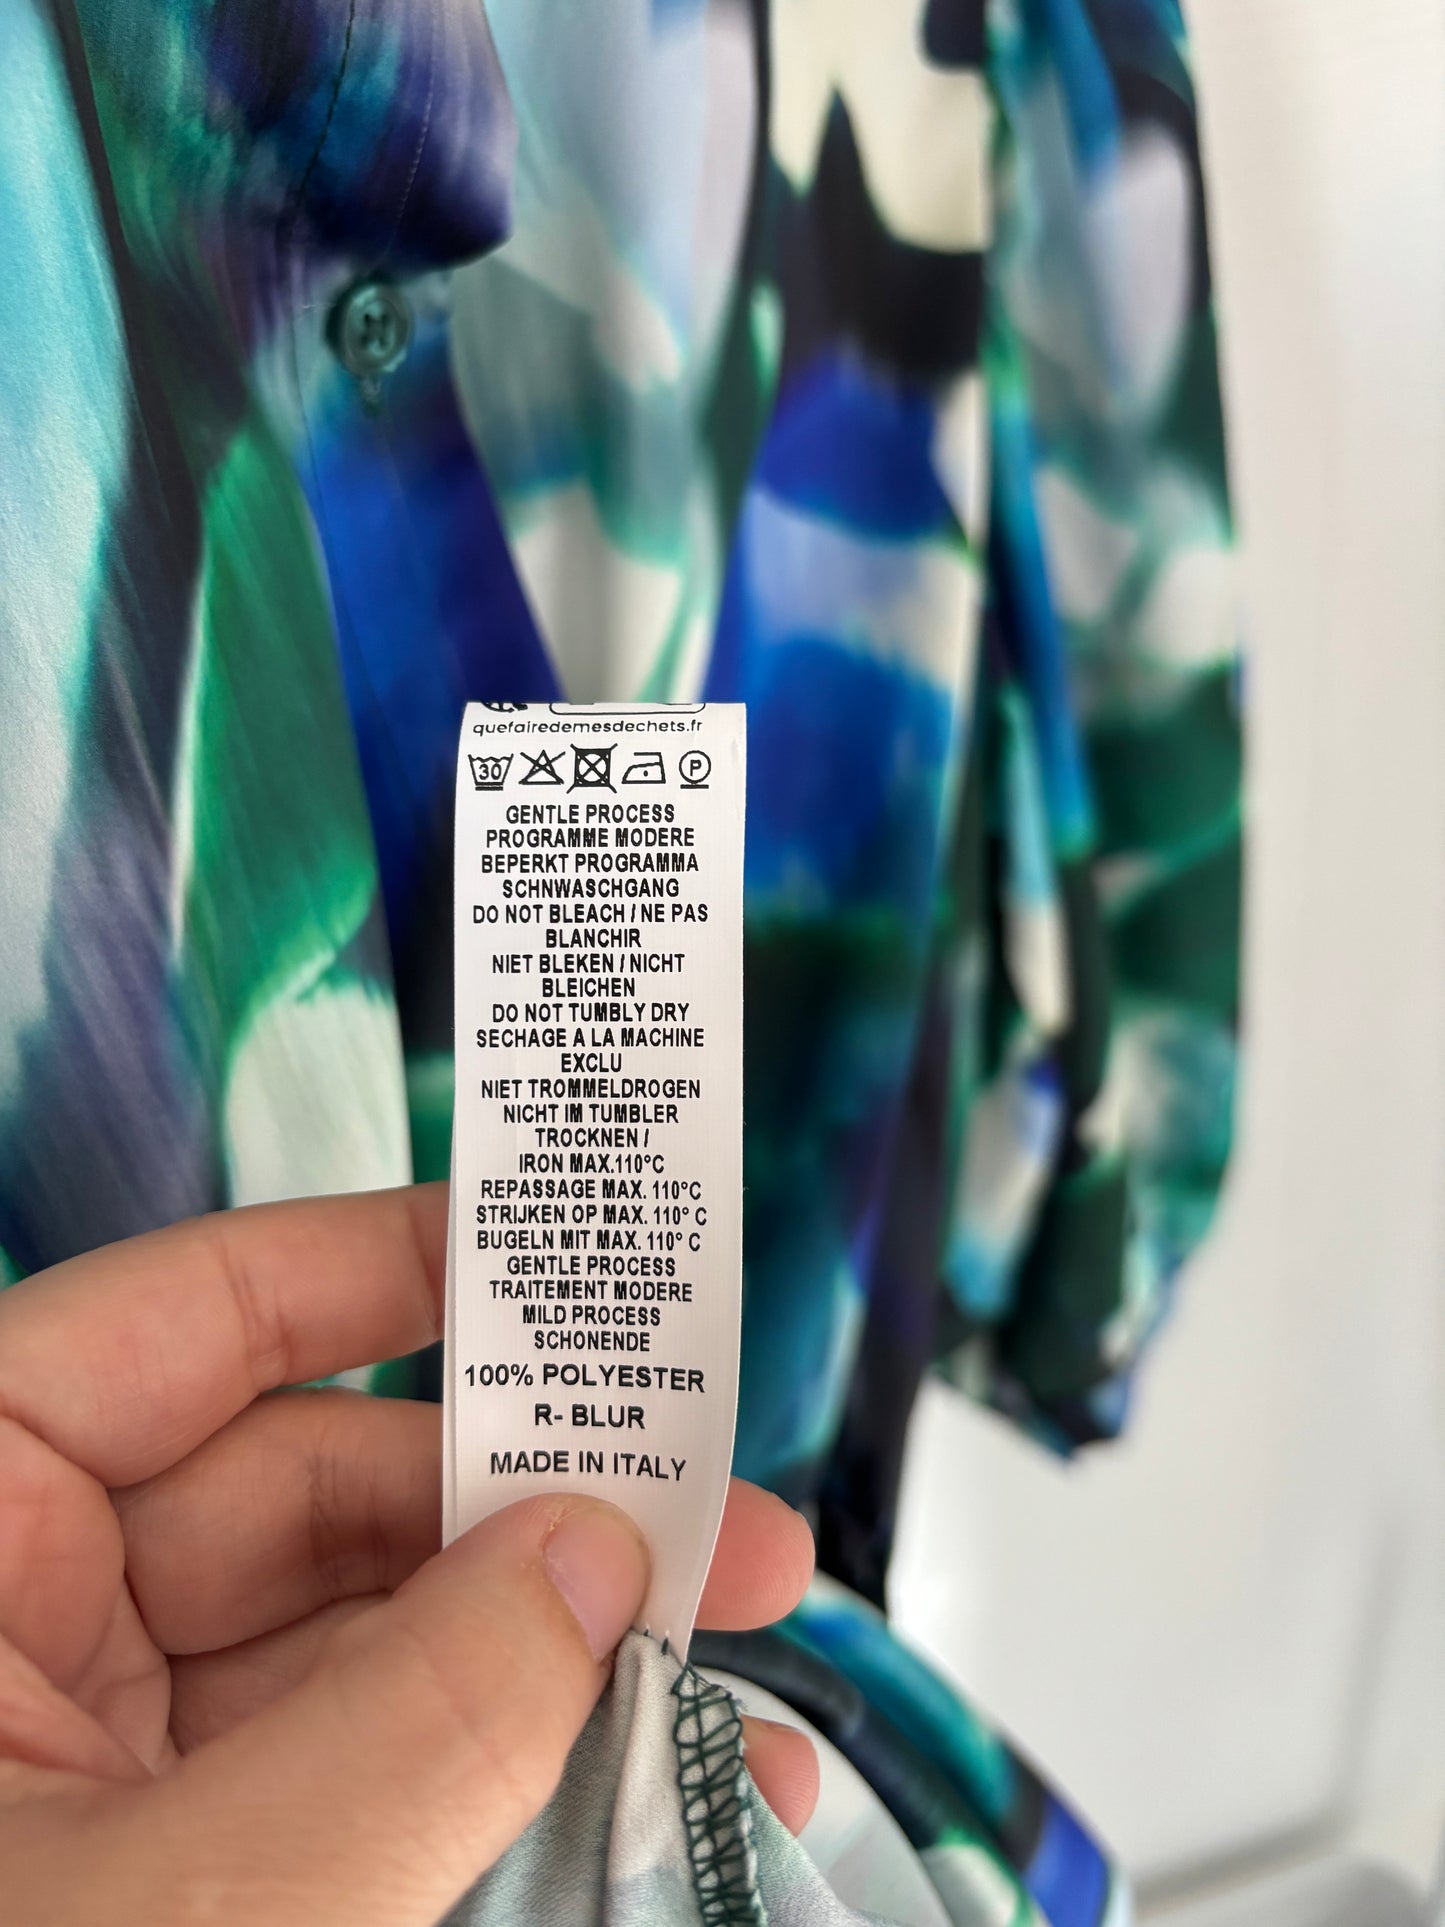 quefairedemesdechets.fr
30 P
GENTLE PROCESS
PROGRAMME MODERE
BEPERKT PROGRAMMA
SCHNWASCHGANG
DO NOT BLEACH / NE PAS
BLANCHIR
NIET BLEKEN / NICHT
BLEICHEN
DO NOT TUMBLY DRY
SECHAGE A LA MACHINE
EXCLU
NIET TROMMELDROGEN
NICHT IM TUMBLER
TROCKNEN /
IRON MAX.110°C
REPASSAGE MAX. 110°C
STRIJKEN OP MAX. 110° C
BUGELN MIT MAX. 110° C
GENTLE PROCESS
TRAITEMENT MODERE
MILD PROCESS
SCHONENDE
100% POLYESTER
R- BLUR
MADE IN ITALY